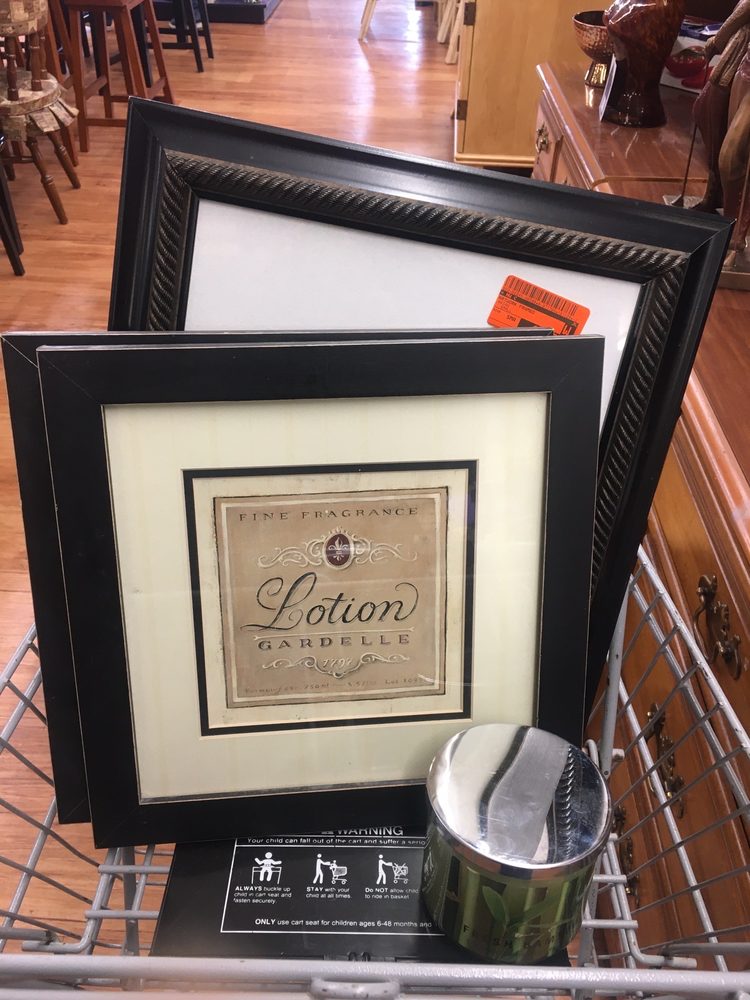 FINE FRAGRANCE
Lotion
GARDELLE
1797
WARNING
Your child can fall out of the cart and suffer a
ALWAYS buckle up
child in cart seat and
fasten securely.
STAY with your
child at all times.
Do NOT allow child
to ride in basket.
ONLY use cart seat for children ages 6-48 months and